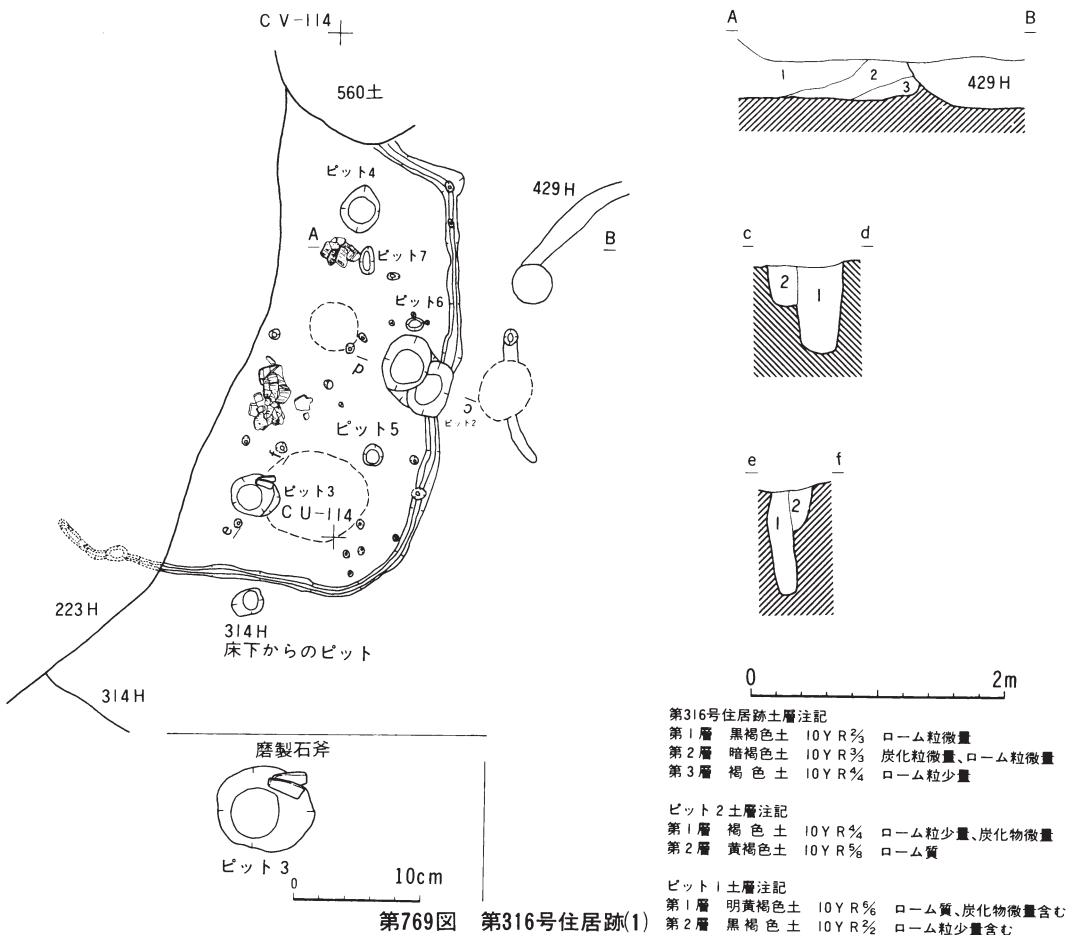 CV-114
560土
ピット4
429H
A
B
ピット7
ピット6
d
c
ピット2
ピット5
f
ピット3
CU-114
e
223H
314H
床下からのピット
314H
磨製石斧
ピット3
0 10cm
A B
1 2 3 429H
c d
2 1
e f
1 2
0 2m
第316号住居跡土層注記
第1層 黒褐色土 10YR2/3 ローム粒微量
第2層 暗褐色土 10YR3/3 炭化粒微量、ローム粒微量
第3層 褐色土 10YR4/4 ローム粒少量
ピット2土層注記
第1層 褐色土 10YR4/4 ローム粒少量、炭化物微量
第2層 黄褐色土 10YR5/8 ローム質
ピット1土層注記
第1層 明黄褐色土 10YR6/6 ローム質、炭化物微量含む
第2層 黒褐色土 10YR2/2 ローム粒少量含む
第769図 第316号住居跡(1)